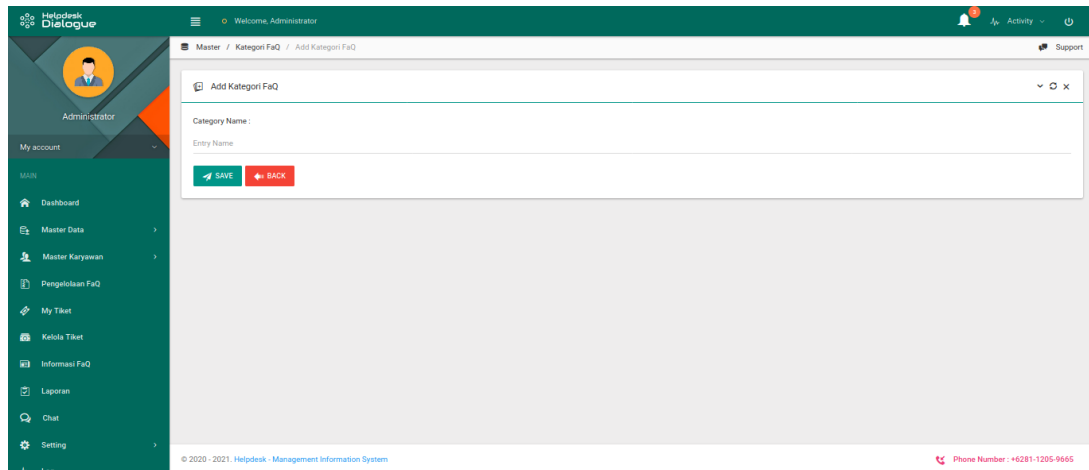 Helpdesk
Dialogue
Welcome, Administrator
Activity
Master / Kategori FaQ / Add Kategori FaQ
Support
Administrator
My account
MAIN
Dashboard
Master Data
Master Karyawan
Pengelolaan FaQ
My Tiket
Kelola Tiket
Informasi FaQ
Laporan
Chat
Setting
Add Kategori FaQ
Category Name :
Entry Name
SAVE
BACK
© 2020 - 2021. Helpdesk - Management Information System
Phone Number : +6281-1205-9665